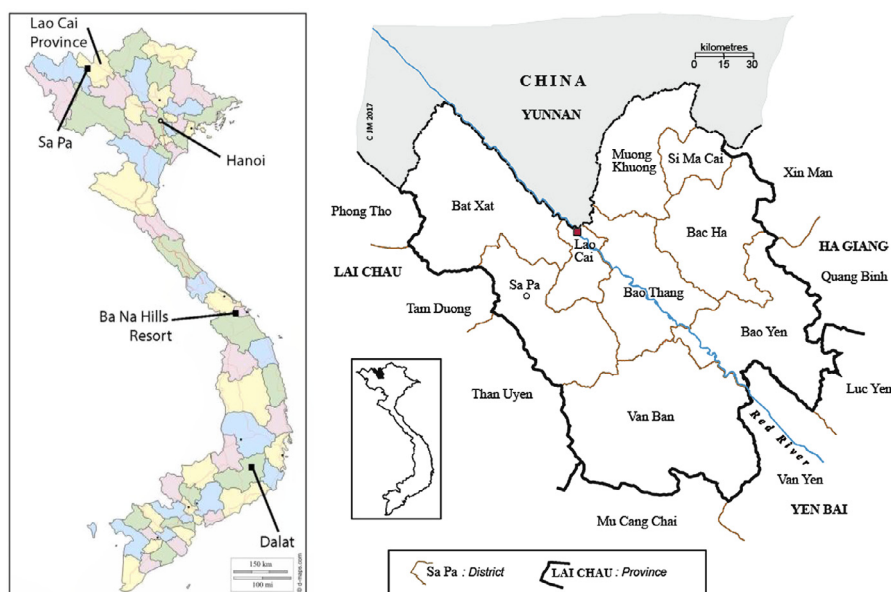 Lao Cai
Province
Sa Pa
Hanoi
Ba Na Hills
Resort
Dalat
150 km
100 mi
© d-maps.com
kilometres
0 15 30
CHINA
YUNNAN
C JM 2017
Muong
Khuong
Si Ma Cai
Xin Man
Phong Tho
Bat Xat
Bac Ha
HA GIANG
Lao
Cai
LAI CHAU
Quang Binh
Sa Pa
Bao Thang
Tam Duong
Bao Yen
Than Uyen
Luc Yen
Van Ban
Red River
Van Yen
YEN BAI
Mu Cang Chai
Sa Pa : District
LAI CHAU : Province